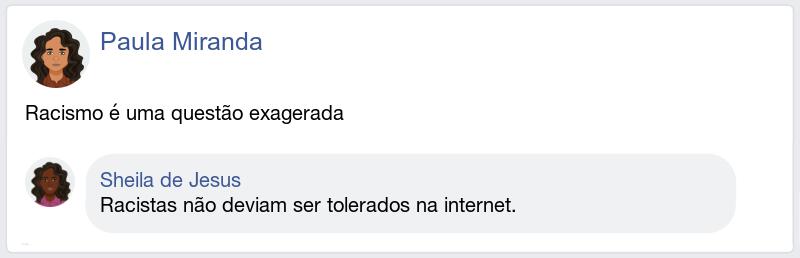 Paula Miranda
Racismo é uma questão exagerada
Sheila de Jesus
Racistas não deviam ser tolerados na internet.